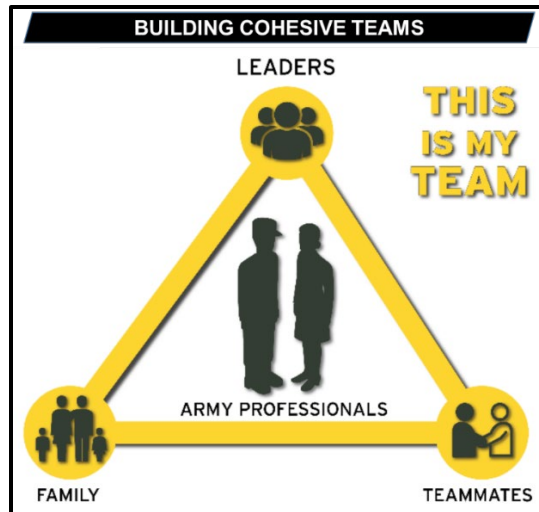 BUILDING COHESIVE TEAMS
LEADERS
THIS
IS MY
TEAM
ARMY PROFESSIONALS
FAMILY
TEAMMATES